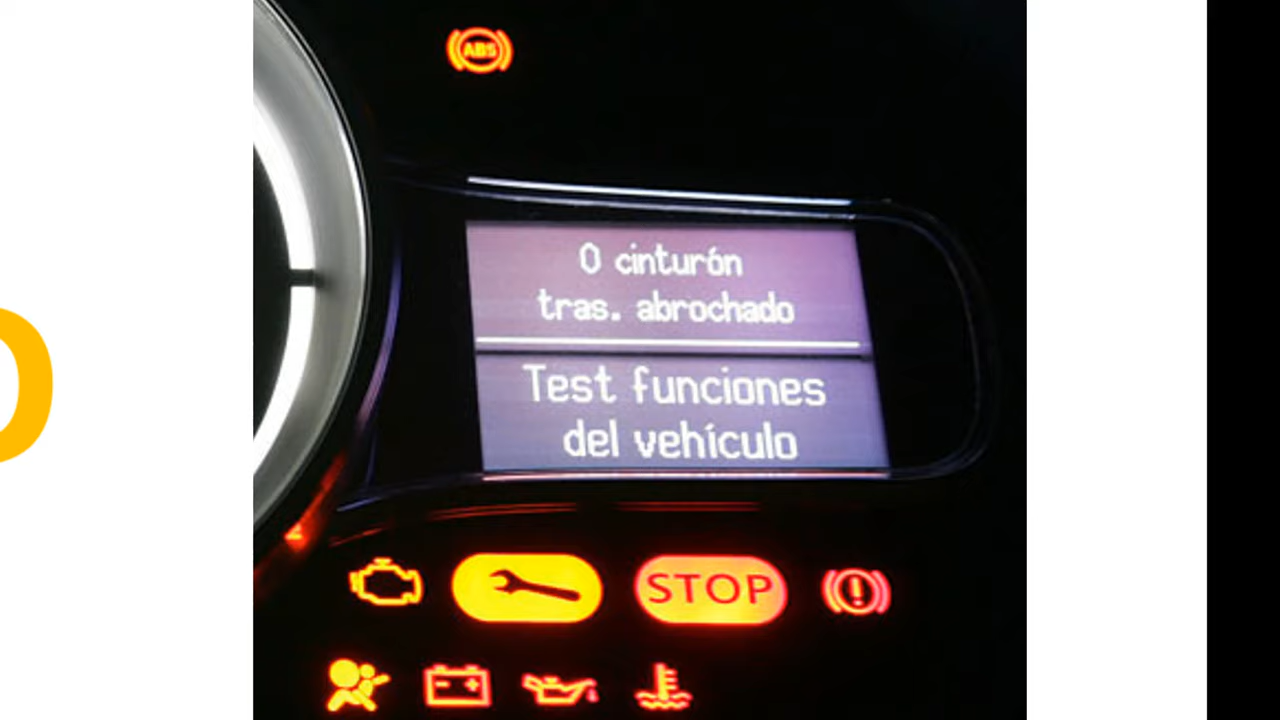 ABS
0 cinturón
tras. abrochado
Test funciones
del vehículo
STOP